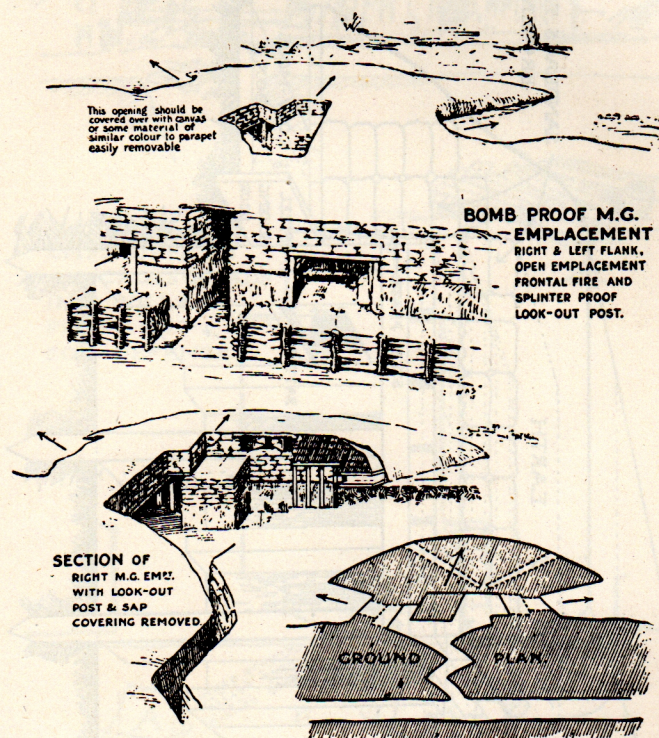 This opening should be
covered over with canvas
or some material of
similar colour to parapet
easily removable
BOMB PROOF M.G.
EMPLACEMENT
RIGHT & LEFT FLANK,
OPEN EMPLACEMENT
FRONTAL FIRE AND
SPLINTER PROOF
LOOK-OUT POST.
SECTION OF
RIGHT M.G. EMPT.
WITH LOOK-OUT
POST & SAP
COVERING REMOVED.
GROUND PLAN.